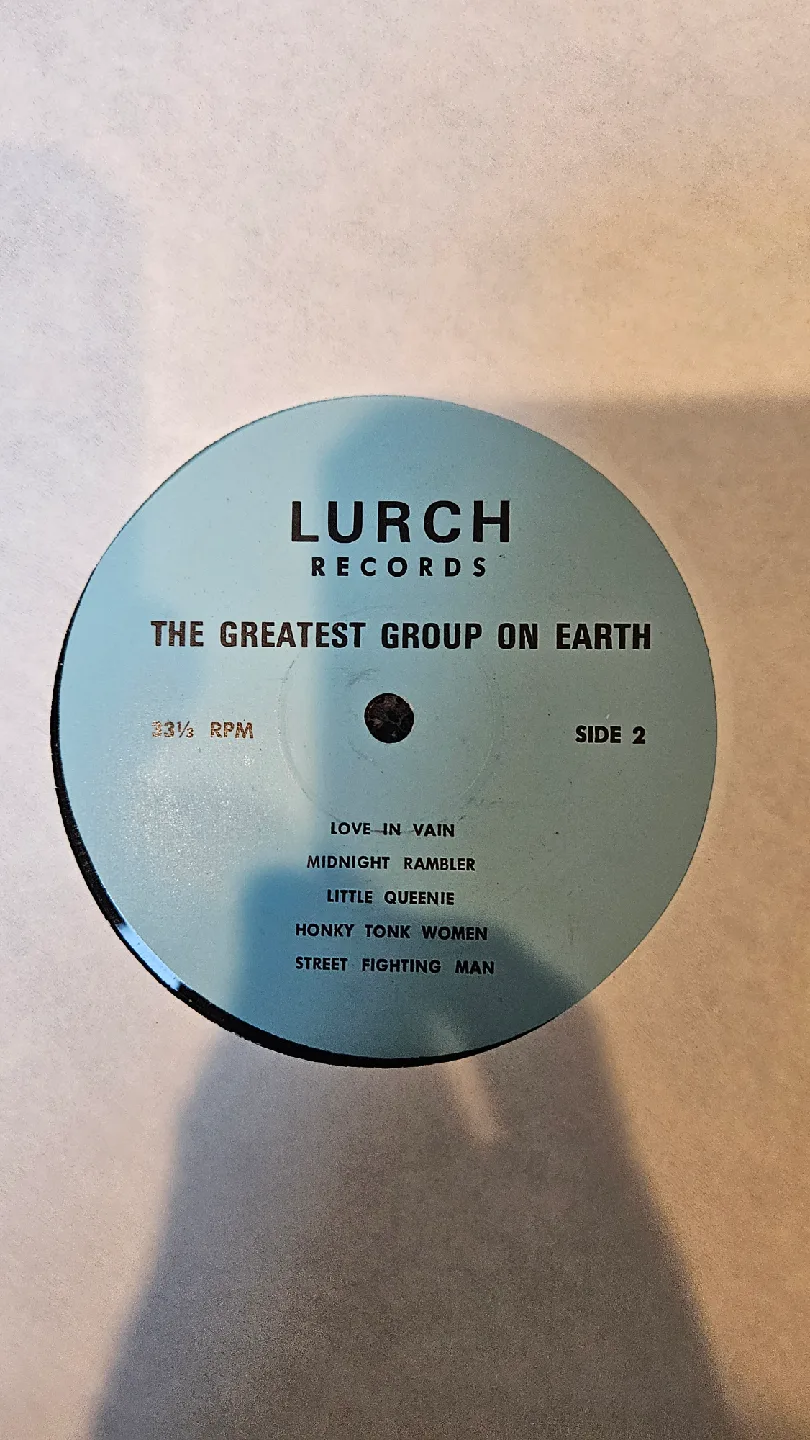 LURCH
RECORDS
THE GREATEST GROUP ON EARTH
33⅓ RPM
SIDE 2
LOVE IN VAIN
MIDNIGHT RAMBLER
LITTLE QUEENIE
HONKY TONK WOMEN
STREET FIGHTING MAN